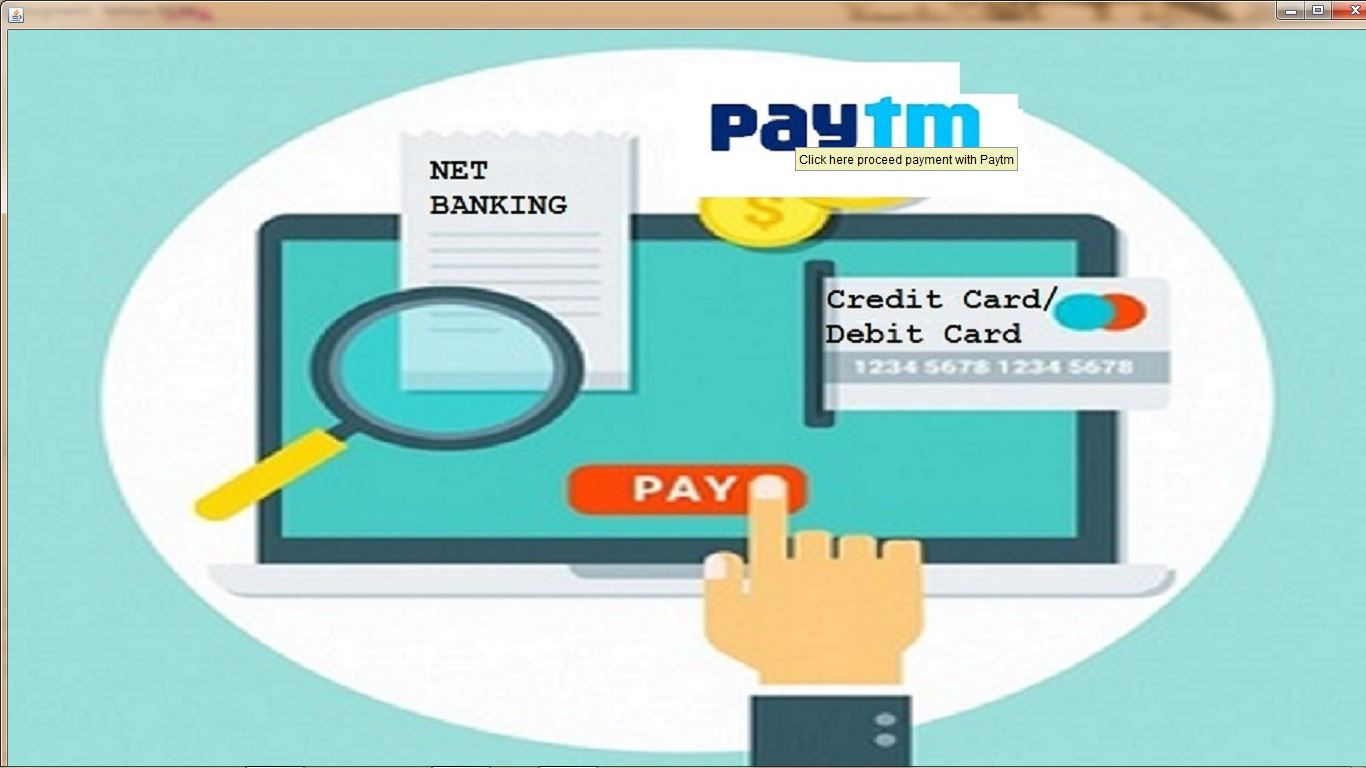 paytm
Click here proceed payment with Paytm
NET
BANKING
$
Credit Card/
Debit Card
1234 5678 1234 5678
PAY